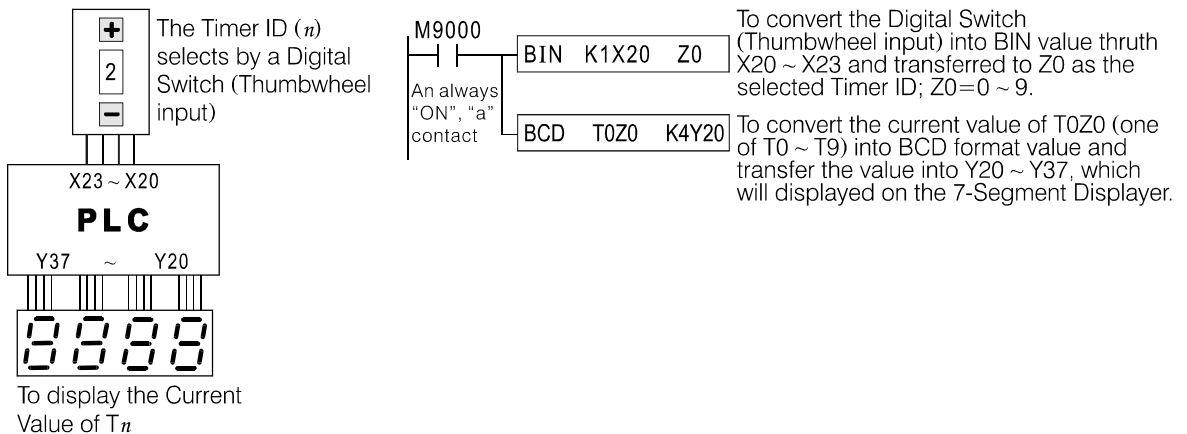 The Timer ID (n)
selects by a Digital
Switch (Thumbwheel
input)
+
2
−
X23 ~ X20
PLC
Y37 ~ Y20
8888
To display the Current
Value of Tn
M9000
An always
“ON”, “a”
contact
BIN K1X20 Z0
To convert the Digital Switch
(Thumbwheel input) into BIN value thruth
X20 ~ X23 and transferred to Z0 as the
selected Timer ID; Z0=0 ~ 9.
BCD T0Z0 K4Y20
To convert the current value of T0Z0 (one
of T0 ~ T9) into BCD format value and
transfer the value into Y20 ~ Y37, which
will displayed on the 7-Segment Displayer.